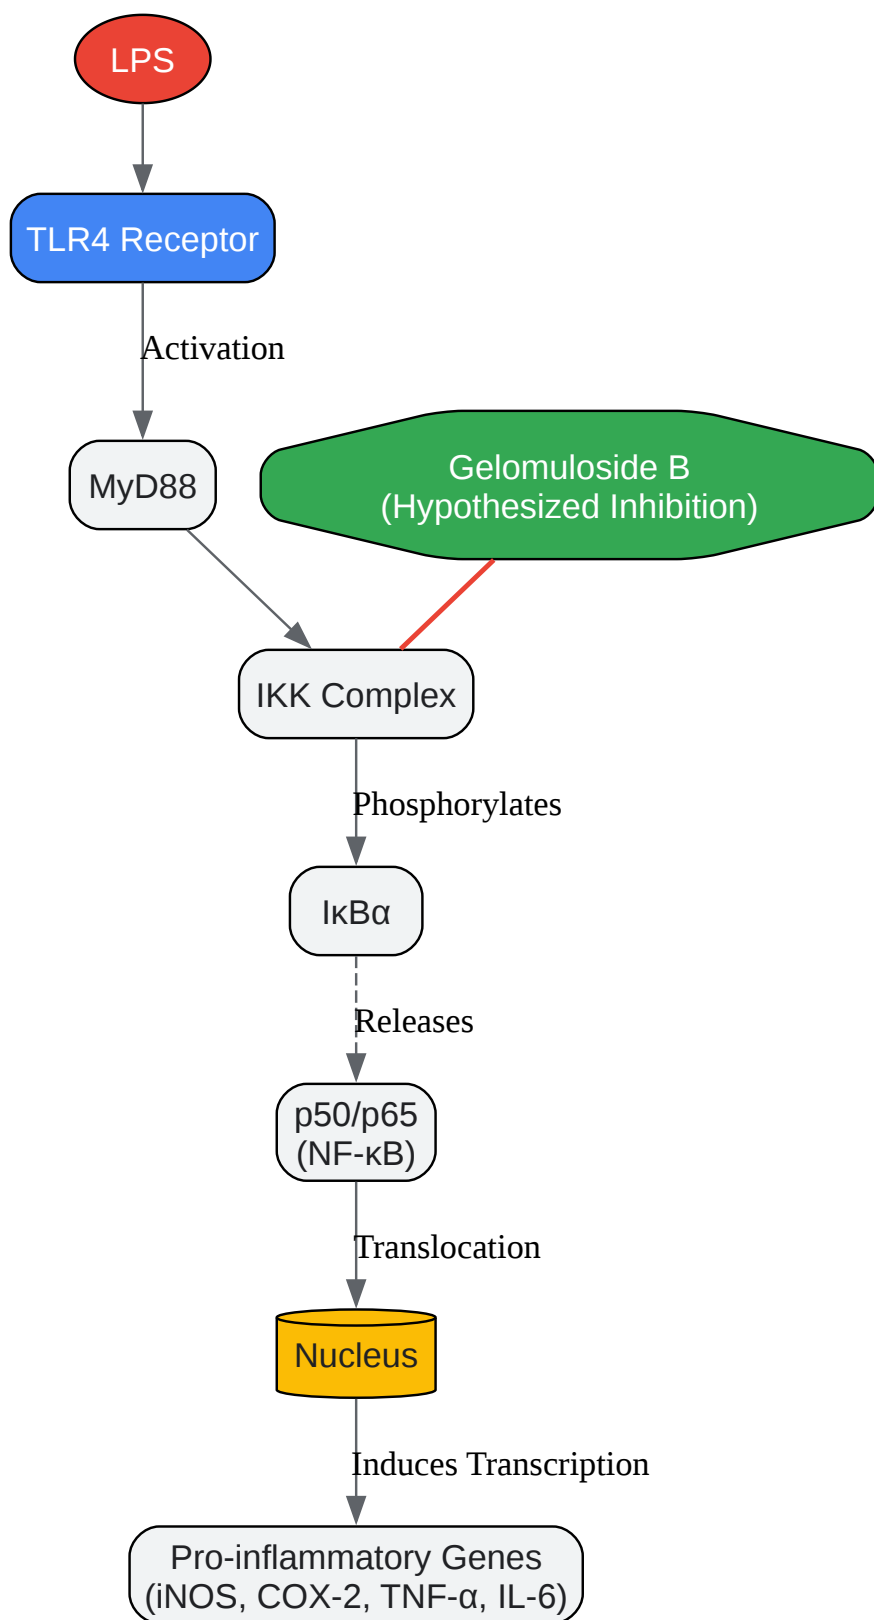 LPS
TLR4 Receptor
Activation
MyD88
Gelomuloside B
(Hypothesized Inhibition)
IKK Complex
Phosphorylates
IκBα
Releases
p50/p65
(NF-κB)
Translocation
Nucleus
Induces Transcription
Pro-inflammatory Genes
(iNOS, COX-2, TNF-α, IL-6)